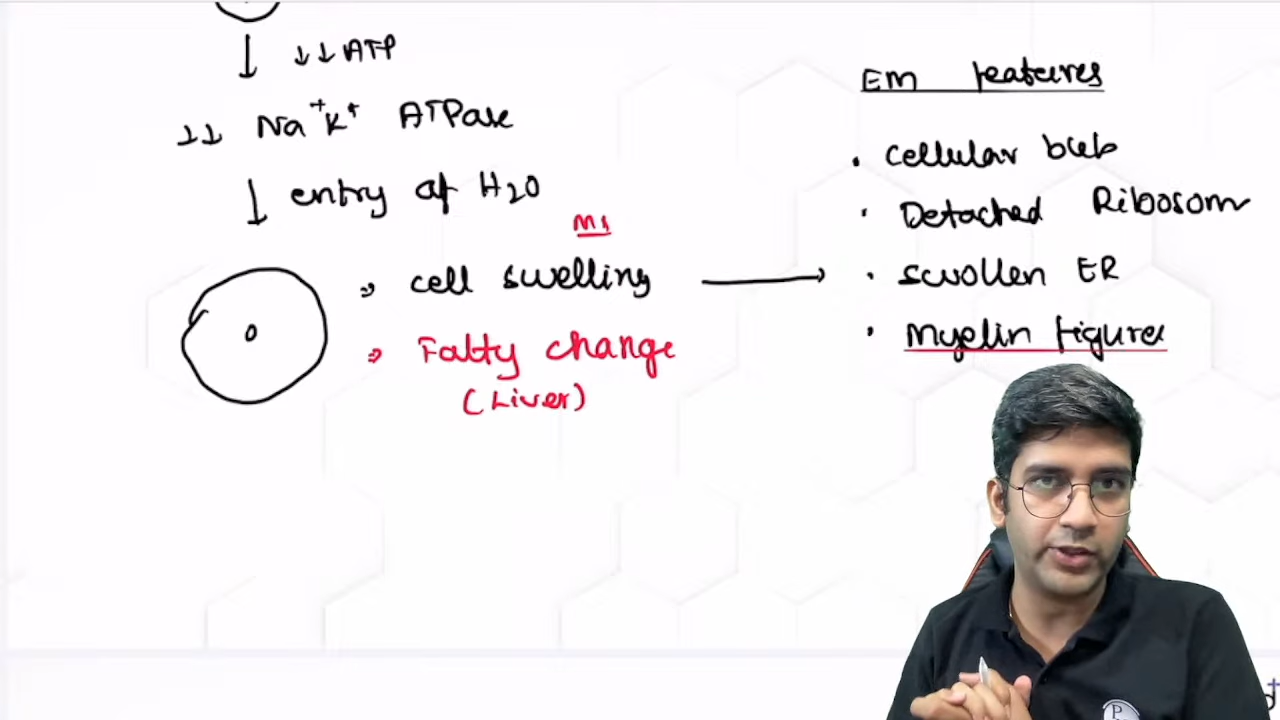 ↓ ↓↓ATP
↓↓ Na⁺K⁺ ATPase
↓ entry of H2O
M1
→ cell swelling →
→ Fatty change
(Liver)
EM features
• cellular bleb
• Detached Ribosom
• swollen ER
• Myelin figures
P